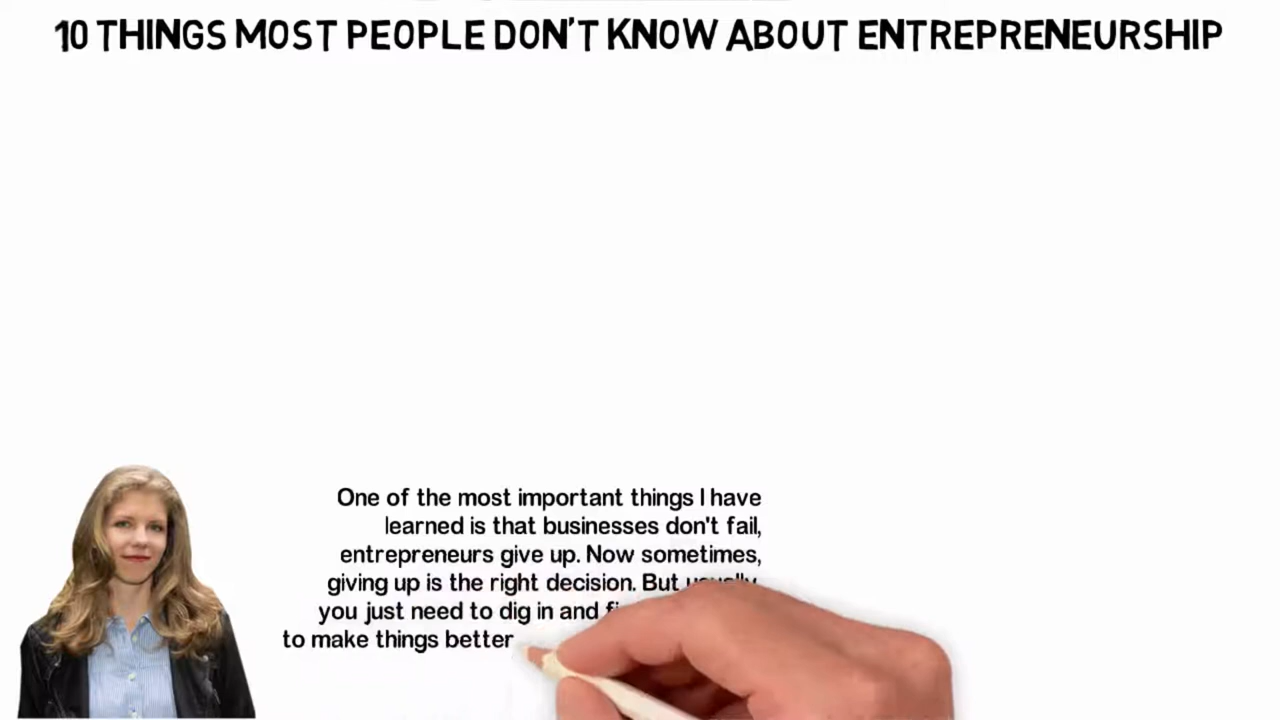 10 THINGS MOST PEOPLE DON'T KNOW ABOUT ENTREPRENEURSHIP
One of the most important things I have
learned is that businesses don't fail,
entrepreneurs give up. Now sometimes,
giving up is the right decision. But
you just need to dig in and
to make things better